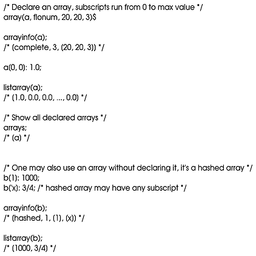 /* Declare an array, subscripts run from 0 to max value */
array(a, flonum, 20, 20, 3)$
arrayinfo(a);
/* (complete, 3, (20, 20, 3)) */
a(0, 0): 1.0;
listarray(a);
/* (1.0, 0.0, 0.0, ..., 0.0) */
/* Show all declared arrays */
arrays;
/* (a) */
/* One may also use an array without declaring it, it's a hashed array */
b(1): 1000;
b('x): 3/4; /* hashed array may have any subscript */
arrayinfo(b);
/* (hashed, 1, (1), (x)) */
listarray(b);
/* (1000, 3/4) */